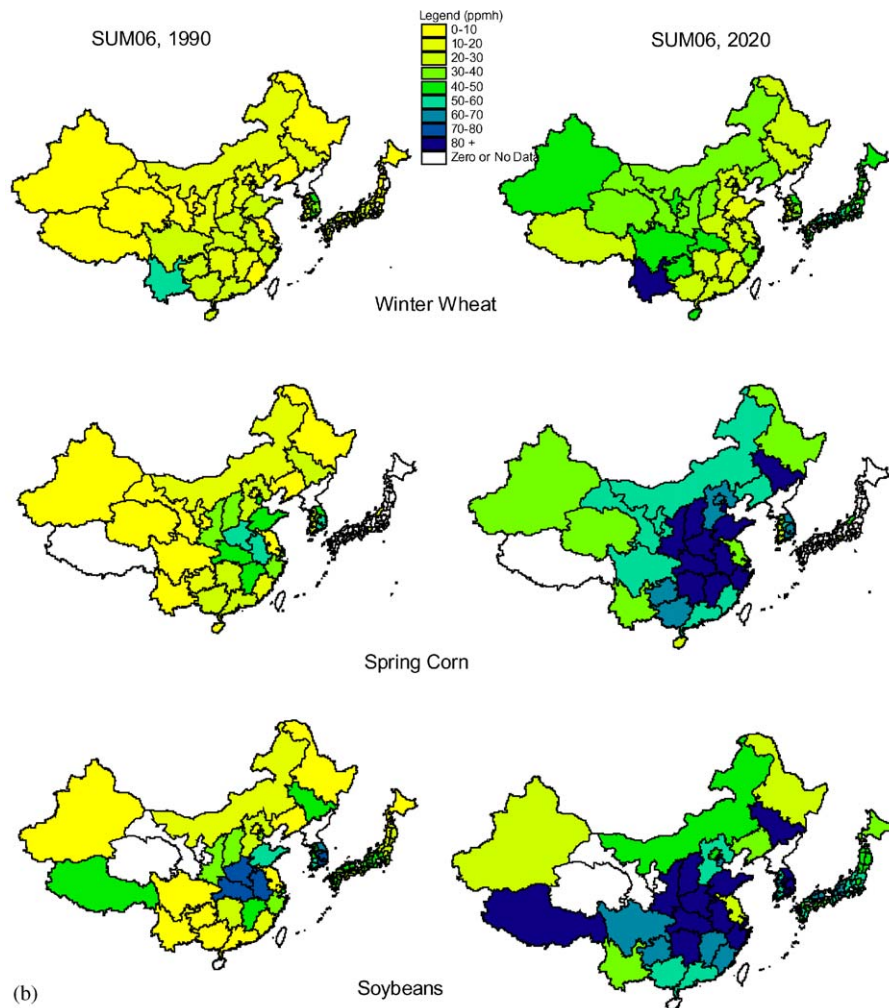 Legend (ppmh)
SUM06, 1990
0-10
10-20
20-30
30-40
40-50
50-60
60-70
70-80
80 +
Zero or No Data
SUM06, 2020
Winter Wheat
Spring Corn
(b)
Soybeans